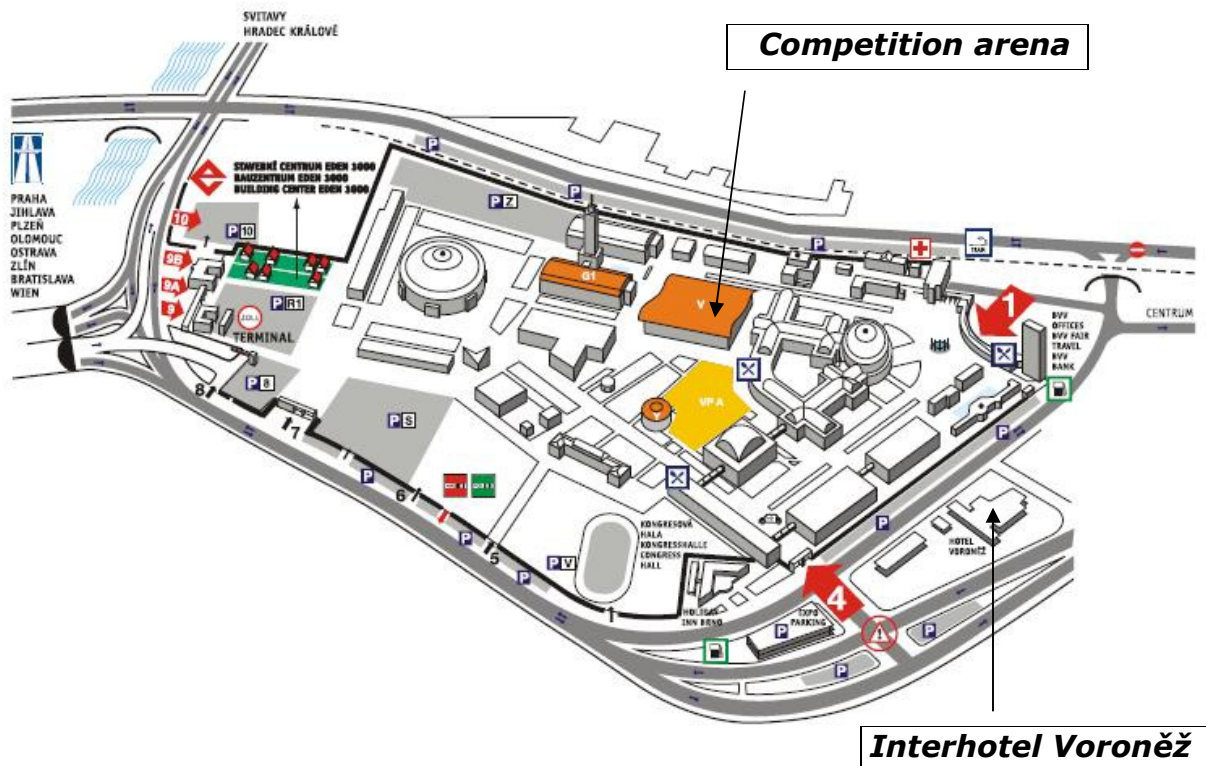 SVITAVY
HRADEC KRÁLOVÉ
Competition arena
PRAHA
JIHLAVA
PLZEŇ
OLOMOUC
OSTRAVA
ZLÍN
BRATISLAVA
WIEN
STAVEBNÍ CENTRUM EDEN 3000
BAUZENTRUM EDEN 3000
BUILDING CENTER EDEN 3000
P
P
P Z
P
10
P 10
9B
9A
9
P R1
ZOLL
TERMINAL
G1
V
TRAM
1
CENTRUM
BVV
OFFICES
BVV FAIR
TRAVEL
BVV
BANK
8
P 8
7
P S
Y
VP A
P
P
6
P
5
P
P V
KONGRESOVÁ
HALA
KONGRESSHALLE
CONGRESS
HALL
P
HOTEL
VORONĚŽ
HOLIDAY
INN BRNO
4
EXPO
PARKING
P
P
P
Interhotel Voroněž